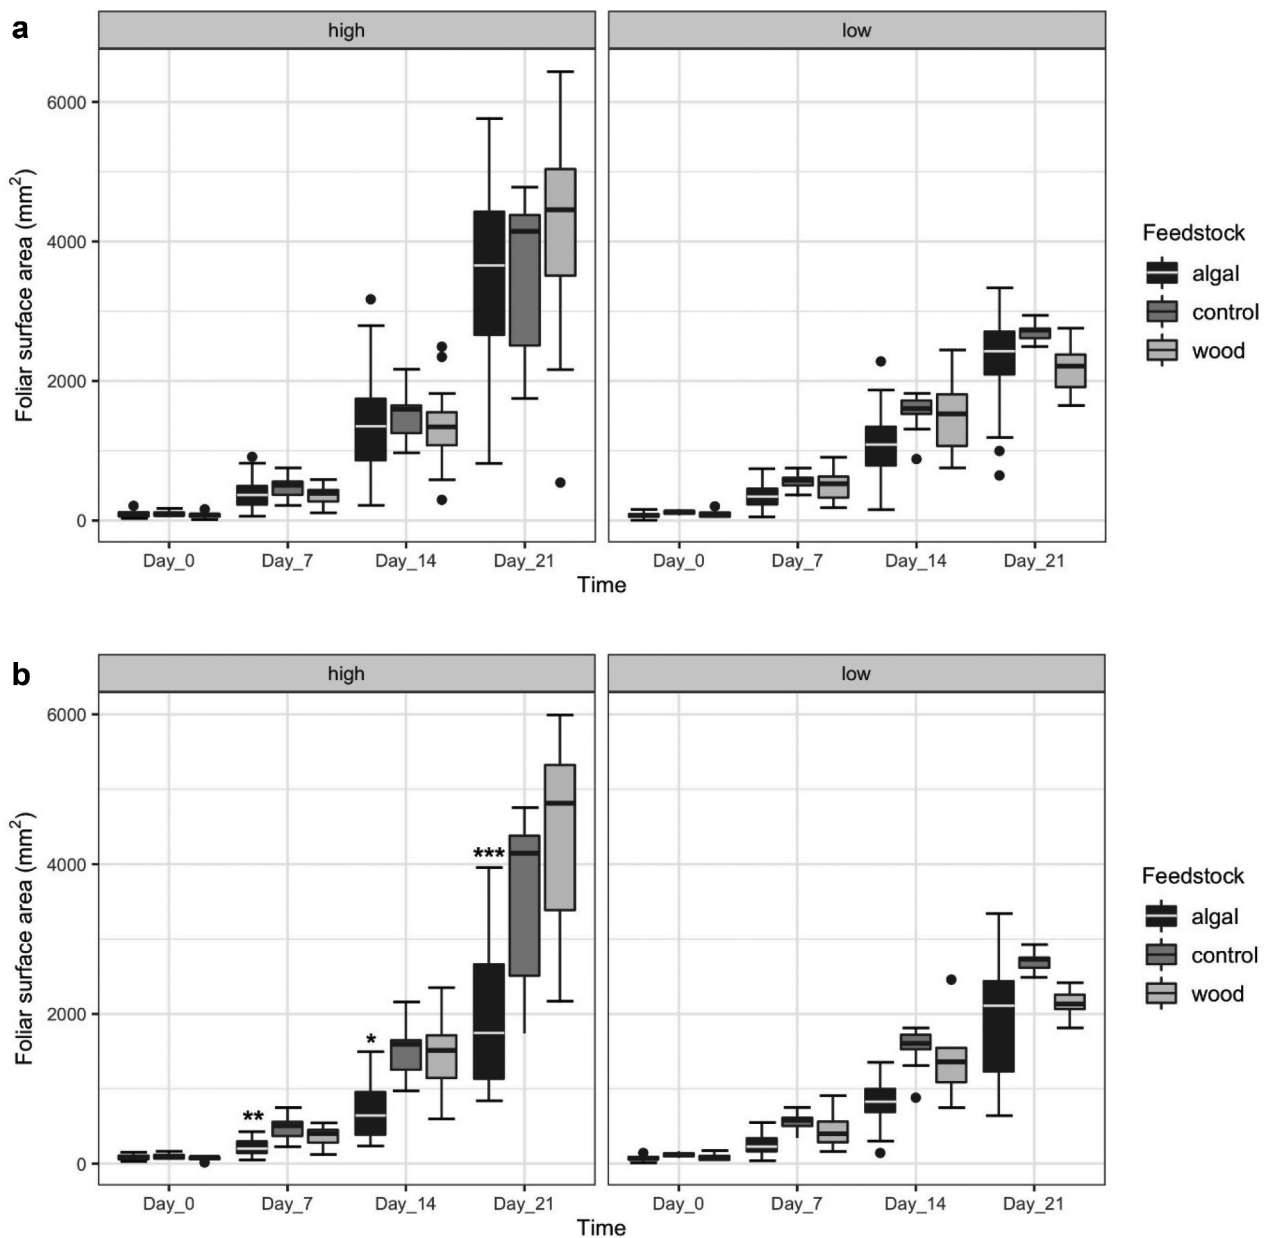 a
high
low
Foliar surface area (mm²)
6000
4000
2000
0
Day_0
Day_7
Day_14
Day_21
Day_0
Day_7
Day_14
Day_21
Time
Feedstock
algal
control
wood
b
high
low
Foliar surface area (mm²)
6000
4000
2000
0
**
*
***
Day_0
Day_7
Day_14
Day_21
Day_0
Day_7
Day_14
Day_21
Time
Feedstock
algal
control
wood